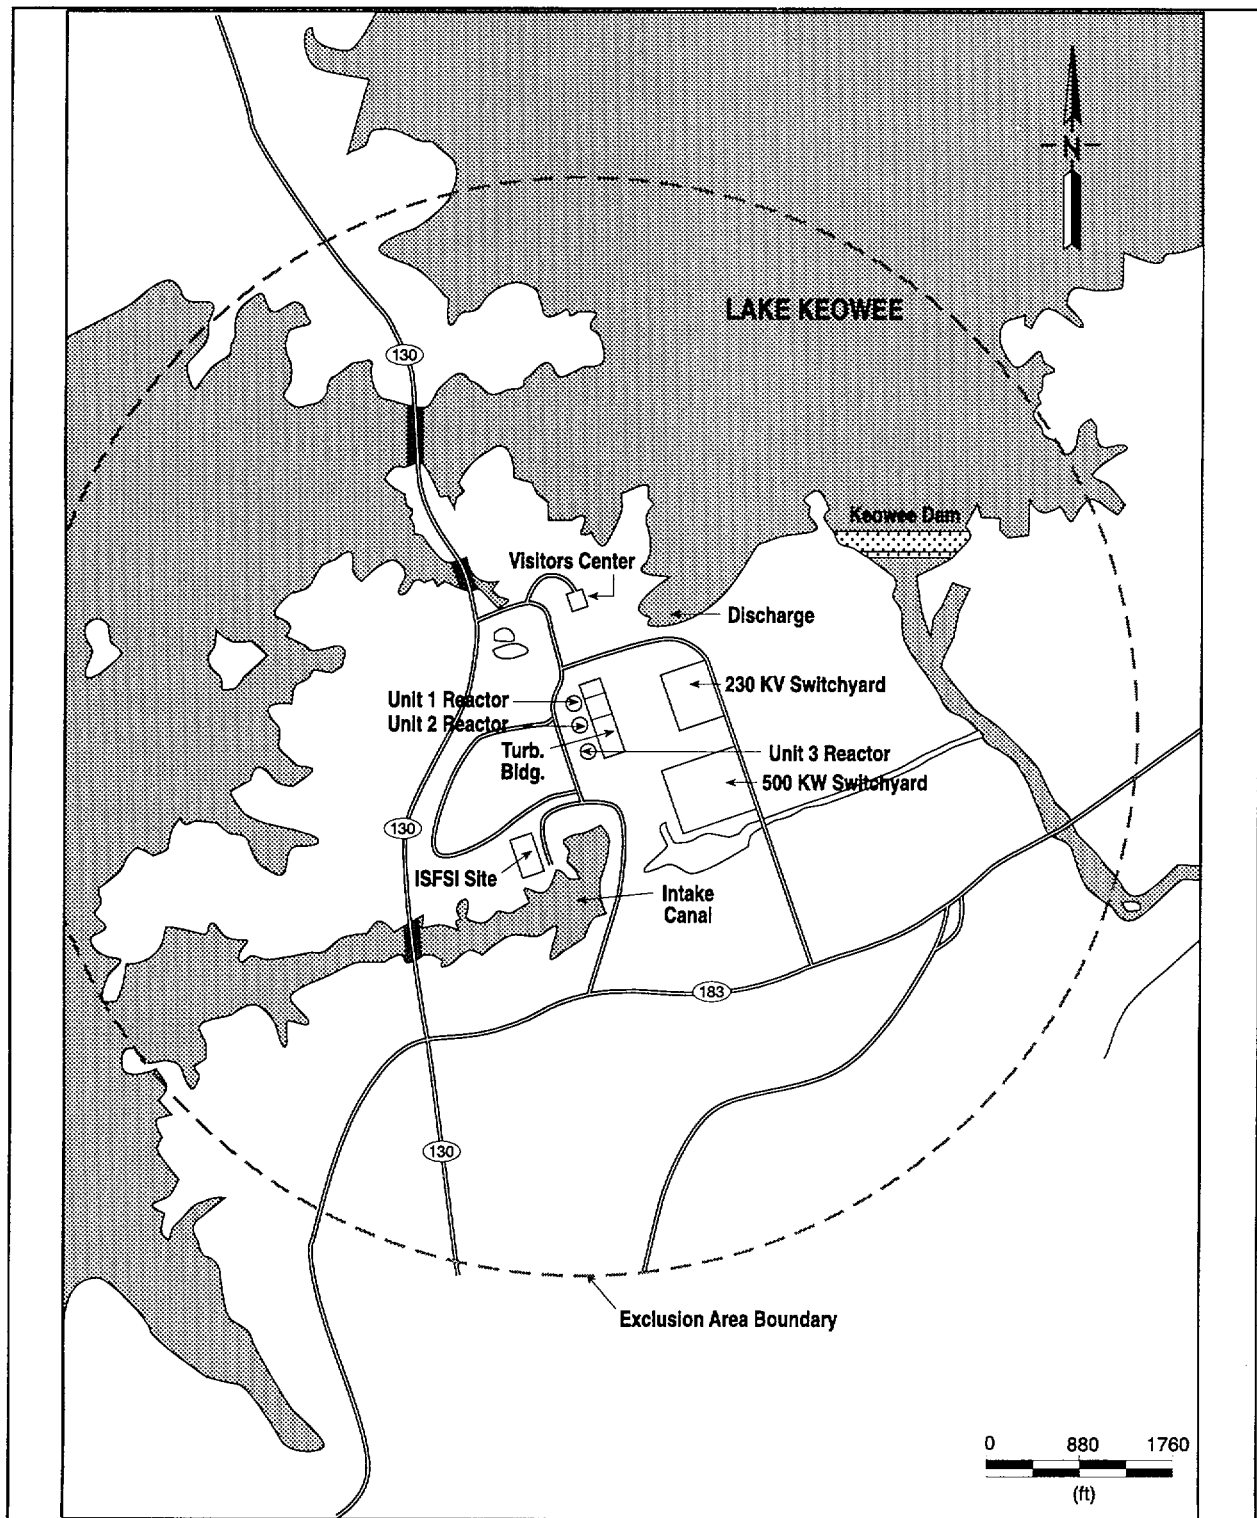 N
LAKE KEOWEE
130
Keowee Dam
Visitors Center
Discharge
230 KV Switchyard
Unit 1 Reactor
Unit 2 Reactor
Turb.
Bldg.
Unit 3 Reactor
500 KW Switchyard
130
ISFSI Site
Intake
Canal
183
130
Exclusion Area Boundary
0 880 1760
(ft)